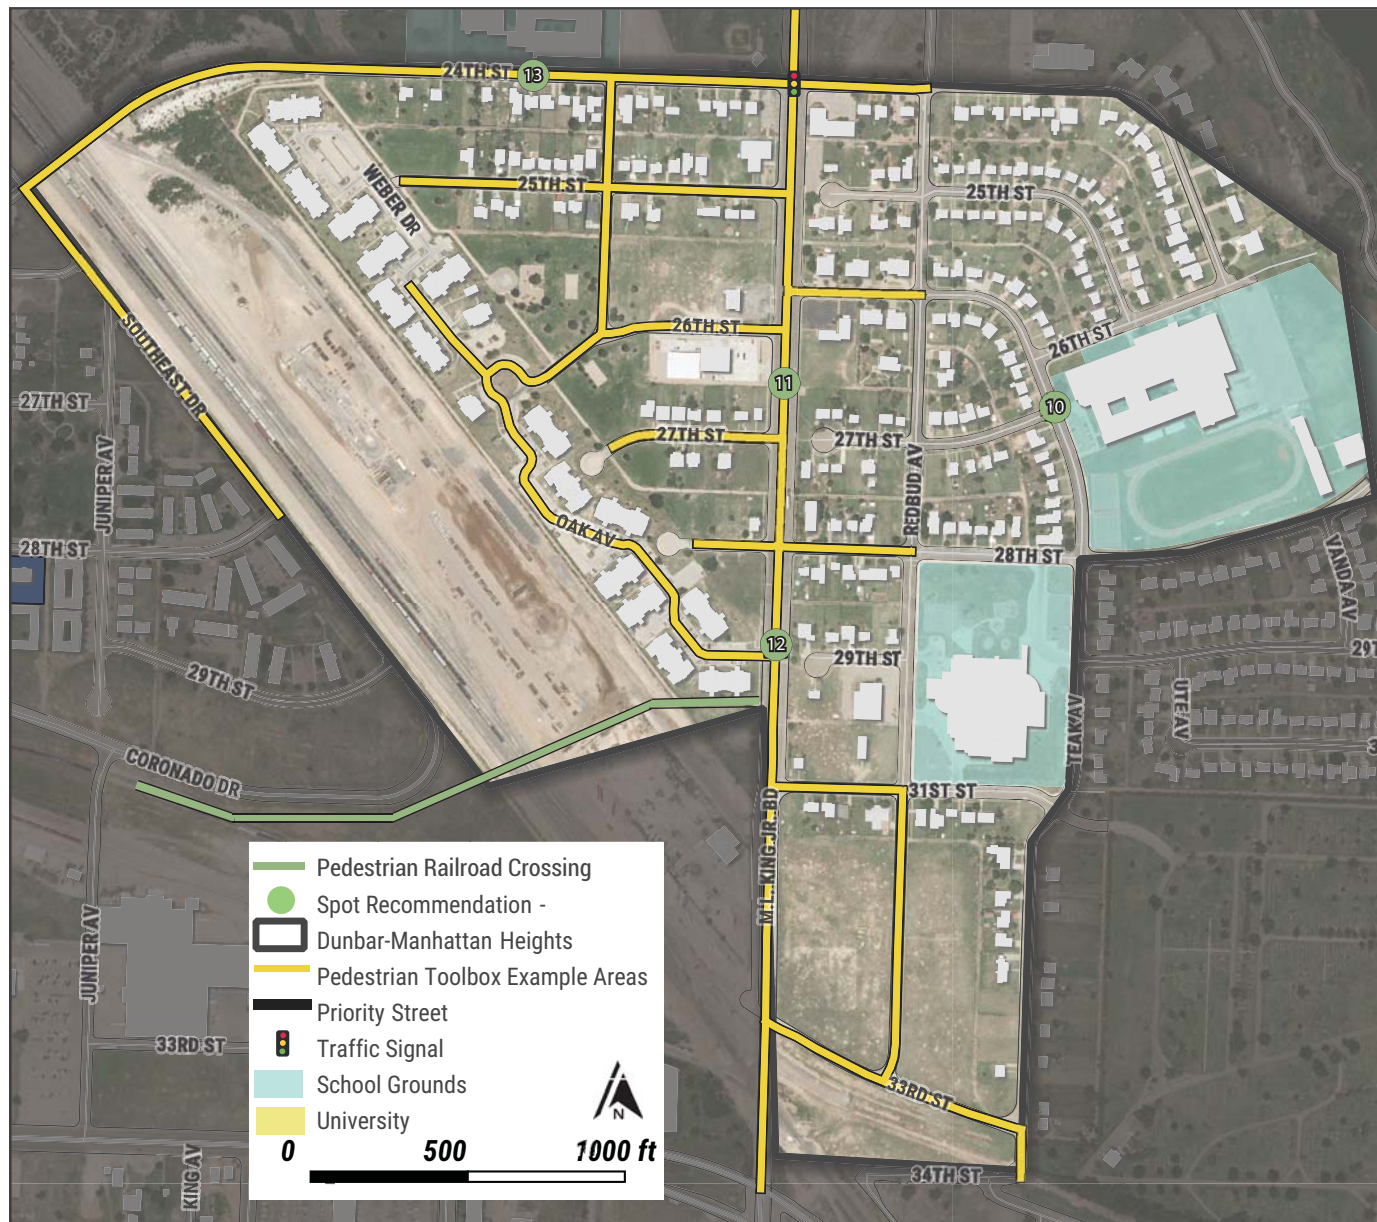 24TH ST
13
WEBER DR
25TH ST
25TH ST
SOUTHEAST DR
26TH ST
26TH ST
11
10
27TH ST
27TH ST
27TH ST
JUNIPER AV
REDBUD AV
OAK AV
28TH ST
28TH ST
VANDA AV
12
29TH ST
29TH ST
29T
UTE AV
TEAK AV
3
CORONADO DR
31ST ST
M.L. KING JR. BD
JUNIPER AV
33RD ST
33RD ST
34TH ST
KING AV
Pedestrian Railroad Crossing
Spot Recommendation -
Dunbar-Manhattan Heights
Pedestrian Toolbox Example Areas
Priority Street
Traffic Signal
School Grounds
University
N
0 500 1000 ft